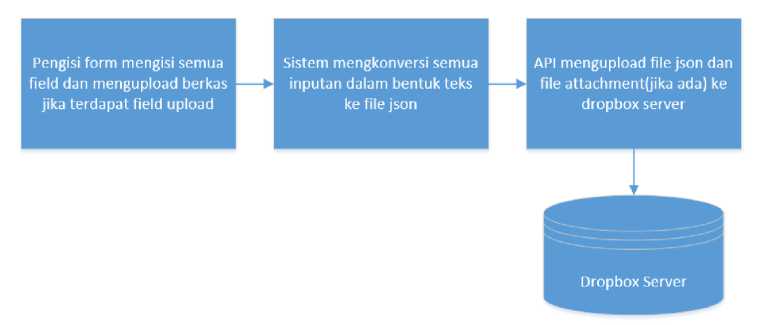 Pengisi form mengisi semua
field dan mengupload berkas
jika terdapat field upload
Sistem mengkonversi semua
inputan dalam bentuk teks
ke file json
API mengupload file json dan
file attachment(jika ada) ke
dropbox server
Dropbox Server